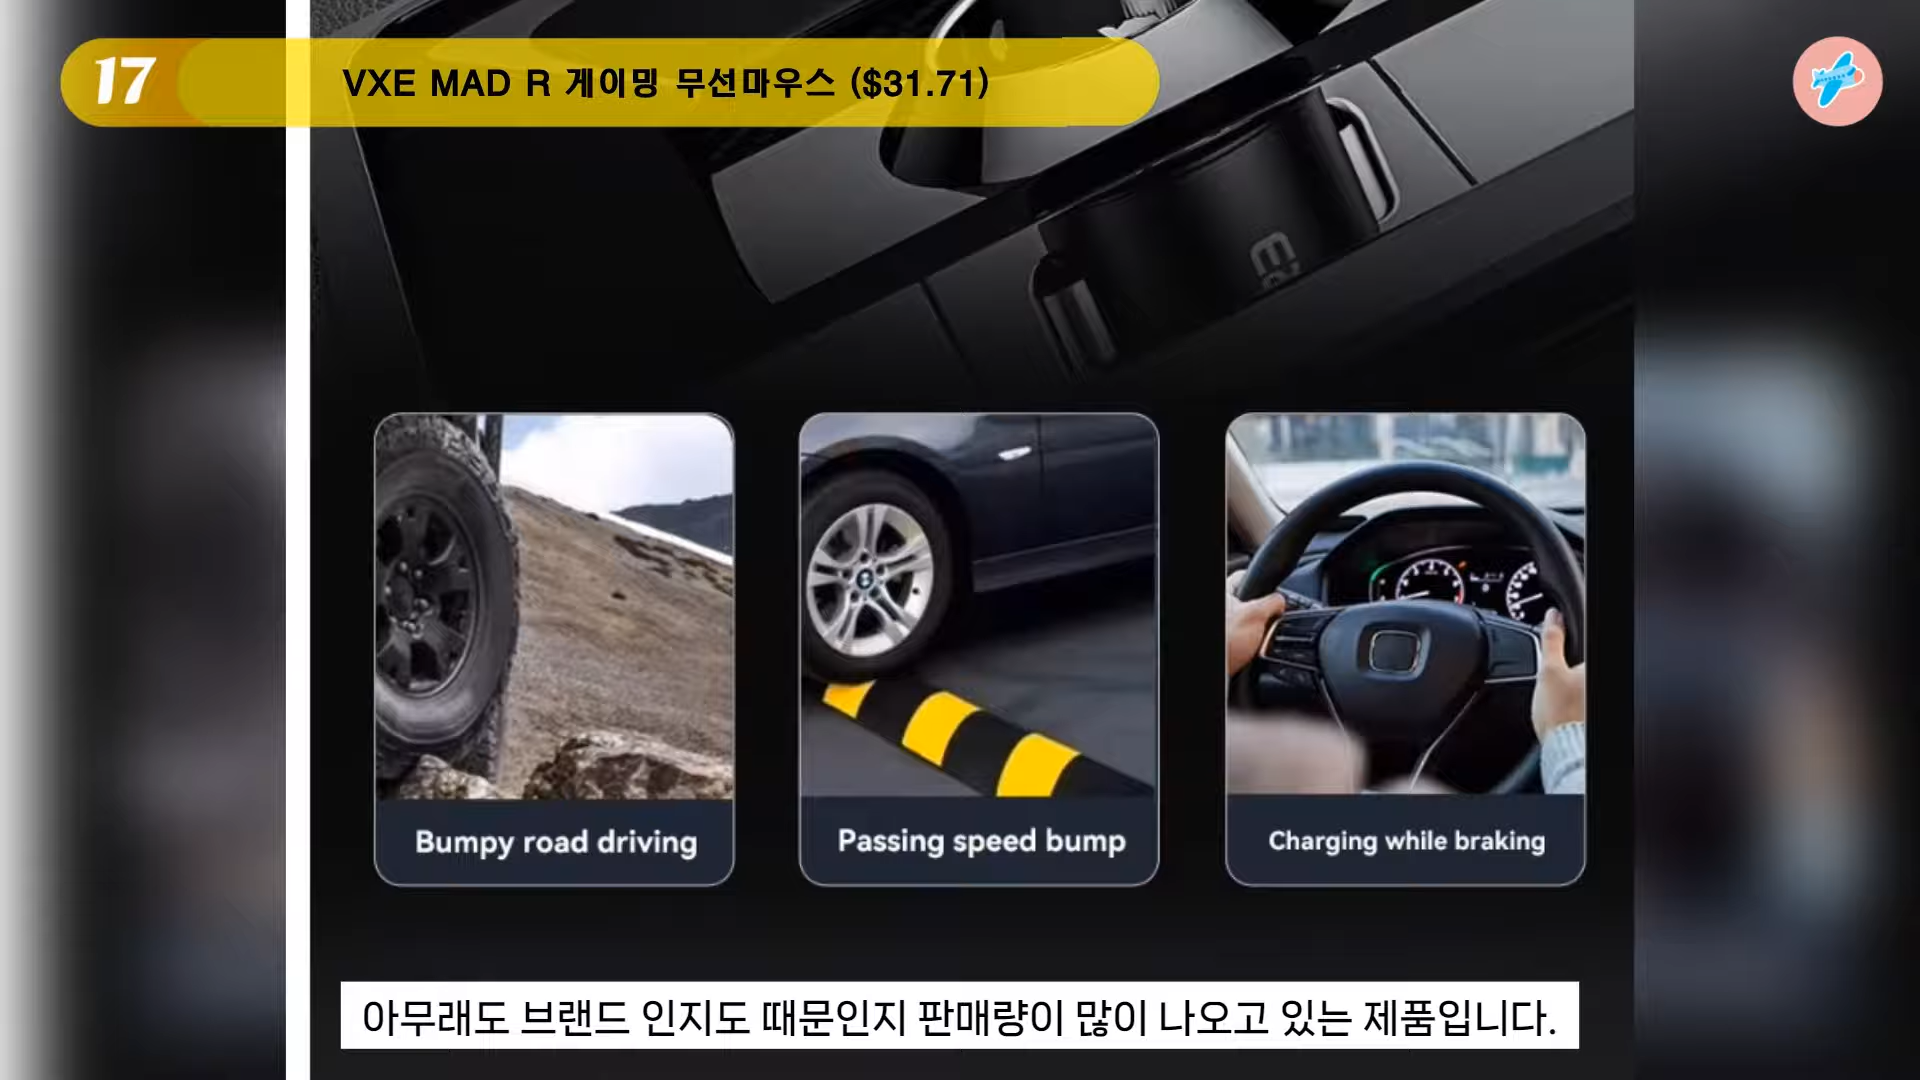 17
VXE MAD R 게이밍 무선마우스 ($31.71)
Bumpy road driving
Passing speed bump
Charging while braking
아무래도 브랜드 인지도 때문인지 판매량이 많이 나오고 있는 제품입니다.